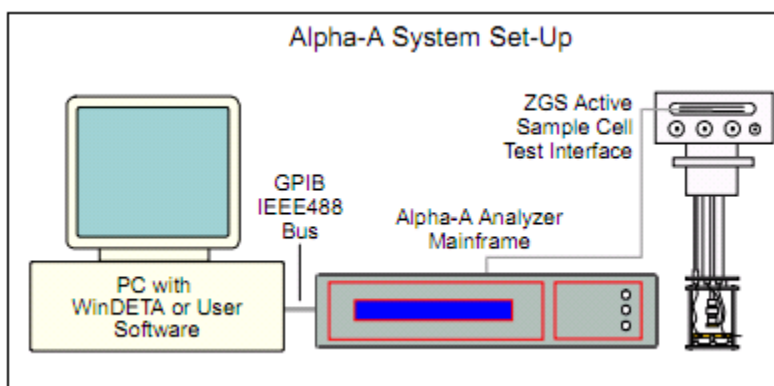 Alpha-A System Set-Up
ZGS Active
Sample Cell
Test Interface
GPIB
IEEE488
Bus
Alpha-A Analyzer
Mainframe
PC with
WinDETA or User
Software